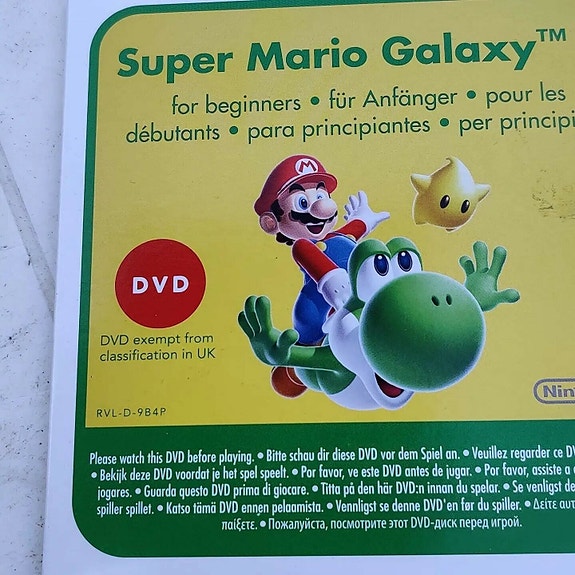 Super Mario Galaxy™
for beginners • für Anfänger • pour les
débutants • para principiantes • per principi
M
DVD
DVD exempt from
classification in UK
RVL-D-9B4P
Nin
Please watch this DVD before playing. • Bitte schau dir diese DVD vor dem Spiel an. • Veuillez regarder ce DV
• Bekijk deze DVD voordat je het spel speelt. • Por favor, ve este DVD antes de jugar. • Por favor, assiste a
jogares. • Guarda questo DVD prima di giocare. • Titta på den här DVD:n innan du spelar. • Se venligst de
spiller spillet. • Katso tämä DVD ennen pelaamista. • Vennligst se denne DVD'en før du spiller. • Δείτε αυτ
παίξετε. • Пожалуйста, посмотрите этот DVD-диск перед игрой.